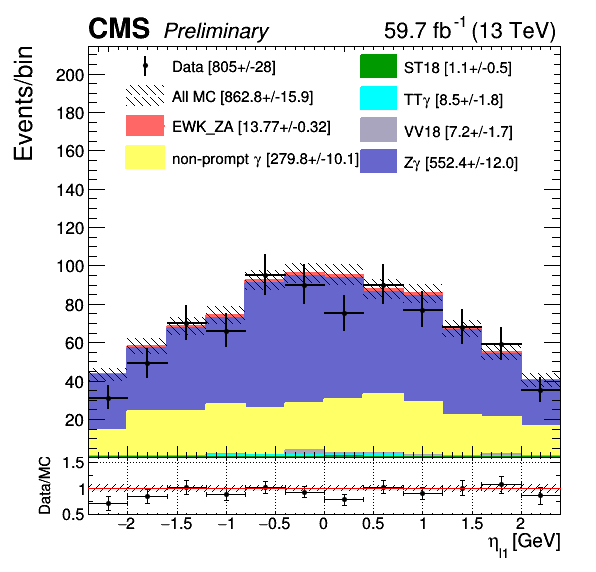 CMS Preliminary 59.7 fb⁻¹ (13 TeV)
Events/bin
Data [805+/-28]
All MC [862.8+/-15.9]
EWK_ZA [13.77+/-0.32]
non-prompt γ [279.8+/-10.1]
ST18 [1.1+/-0.5]
TTγ [8.5+/-1.8]
VV18 [7.2+/-1.7]
Zγ [552.4+/-12.0]
200
180
160
140
120
100
80
60
40
20
Data/MC
1.5
1
0.5
−2 −1.5 −1 −0.5 0 0.5 1 1.5 2
η_l1 [GeV]